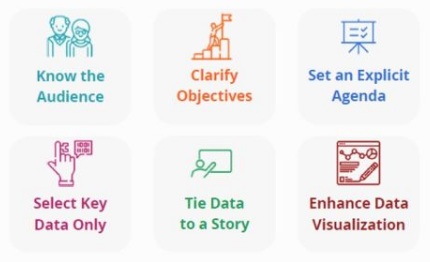 Know the
Audience
Clarify
Objectives
Set an Explicit
Agenda
Select Key
Data Only
Tie Data
to a Story
Enhance Data
Visualization